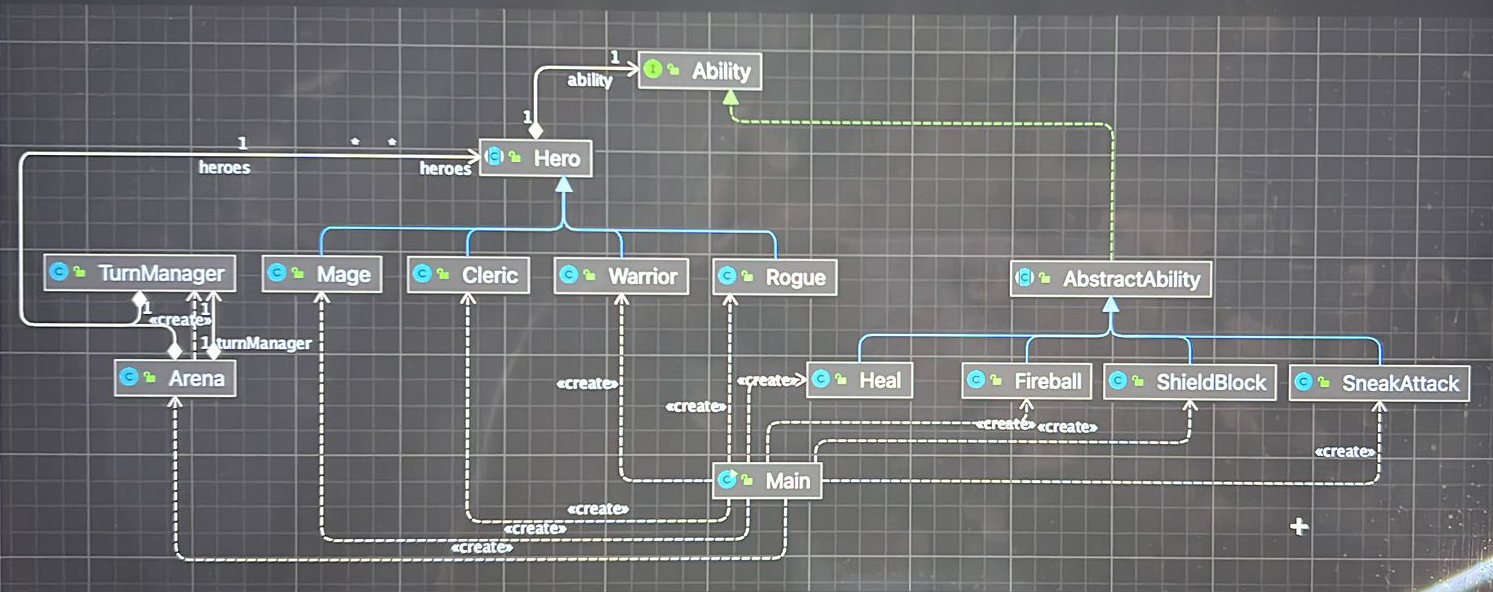 1
ability
Ability
1
Hero
1
* *
heroes
heroes
TurnManager
Mage
Cleric
Warrior
Rogue
AbstractAbility
1
1
«create»
1
turnManager
Arena
«create»
«create»
«create»
Heal
Fireball
ShieldBlock
SneakAttack
«create»
«create»
«create»
Main
«create»
«create»
«create»